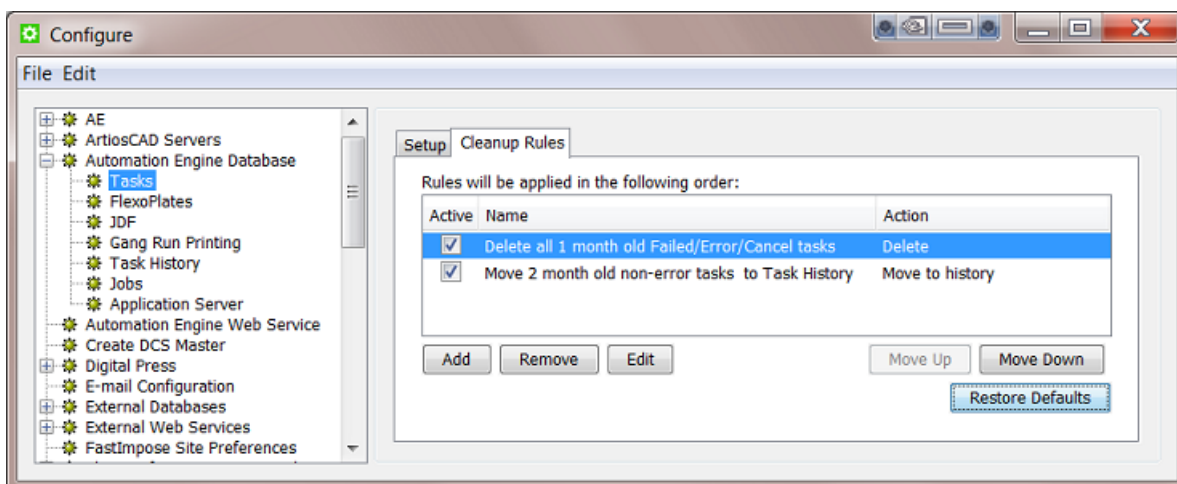 Configure
File Edit
AE
ArtiosCAD Servers
Automation Engine Database
Tasks
FlexoPlates
JDF
Gang Run Printing
Task History
Jobs
Application Server
Automation Engine Web Service
Create DCS Master
Digital Press
E-mail Configuration
External Databases
External Web Services
FastImpose Site Preferences
Setup Cleanup Rules
Rules will be applied in the following order:
Active Name Action
Delete all 1 month old Failed/Error/Cancel tasks Delete
Move 2 month old non-error tasks to Task History Move to history
Add Remove Edit Move Up Move Down
Restore Defaults